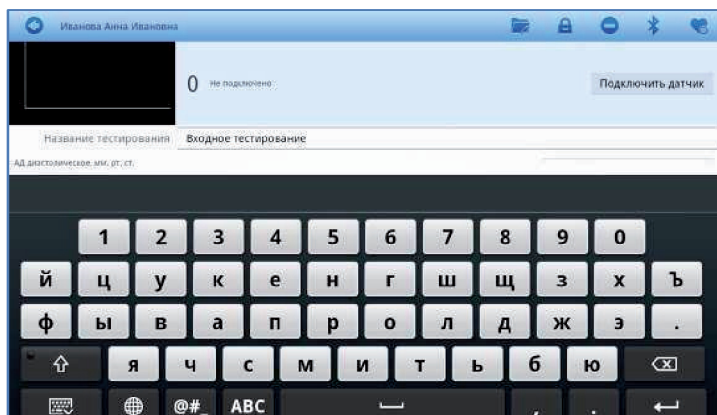 Иванова Анна Ивановна
0 Не подключено Подключить датчик
Название тестирования Входное тестирование
АД диастолическое, мм. рт. ст.
1 2 3 4 5 6 7 8 9 0
й ц у к е н г ш щ з х Ъ
ф ы в а п р о л д ж э .
я ч с м и т ь б ю
@#_ ABC , .